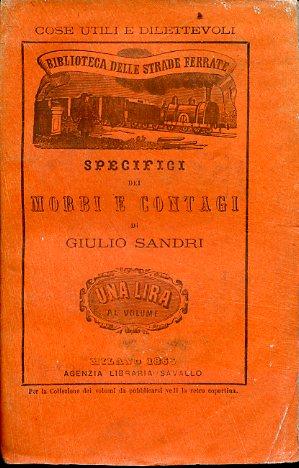 COSE UTILI E DILETTEVOLI
BIBLIOTECA DELLE STRADE FERRATE
SPECIFICI
DEI
MORBI E CONTAGI
DI
GIULIO SANDRI
UNA LIRA
AL VOLUME
MILANO
AGENZIA LIBRARIA SAVALLO
Per la Collezione dei volumi da pubblicarsi vedi la retro copertina.